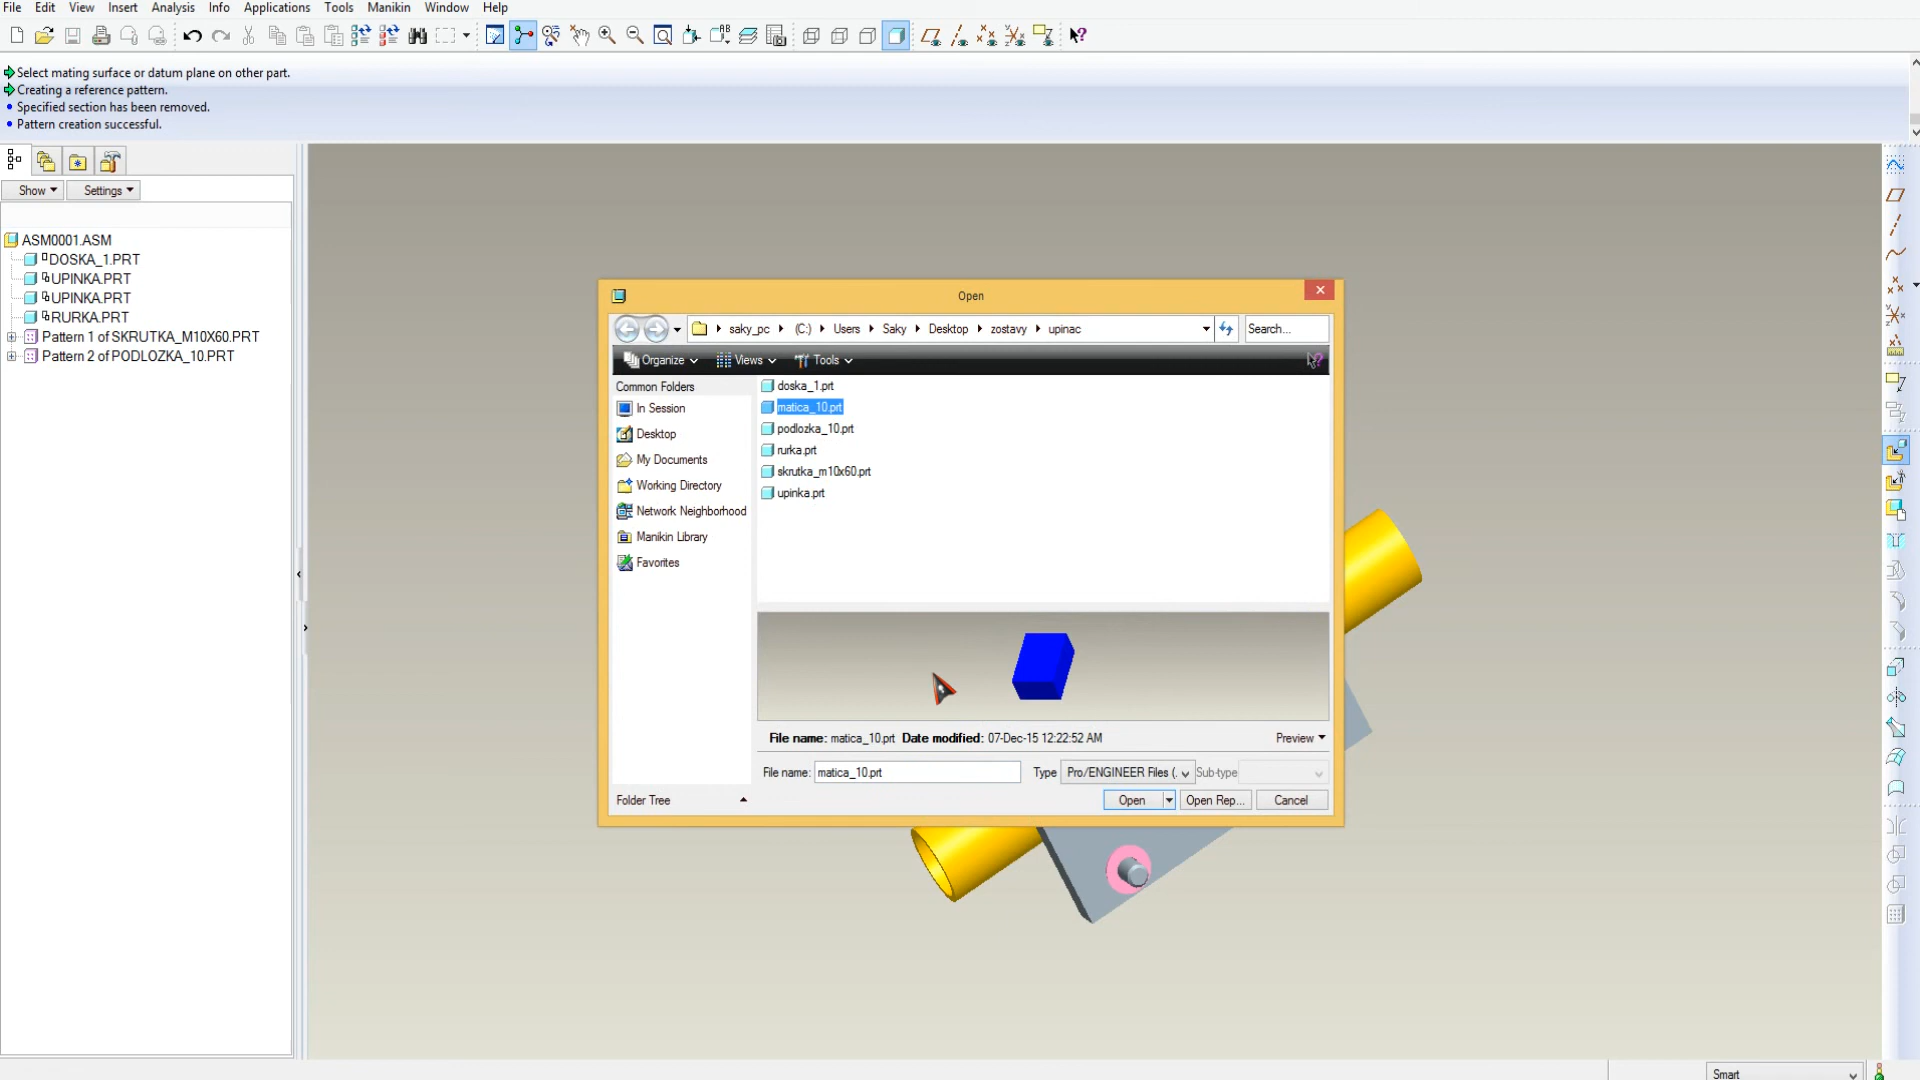 File Edit View Insert Analysis Info Applications Tools Manikin Window Help
Select mating surface or datum plane on other part.
Creating a reference pattern.
• Specified section has been removed.
• Pattern creation successful.
Show Settings
ASM0001.ASM
DOSKA_1.PRT
UPINKA.PRT
UPINKA.PRT
RURKA.PRT
Pattern 1 of SKRUTKA_M10X60.PRT
Pattern 2 of PODLOZKA_10.PRT
Open
saky_pc (C:) Users Saky Desktop zostavy upinac Search...
Organize Views Tools
Common Folders
In Session
Desktop
My Documents
Working Directory
Network Neighborhood
Manikin Library
Favorites
doska_1.prt
matica_10.prt
podlozka_10.prt
rurka.prt
skrutka_m10x60.prt
upinka.prt
File name: matica_10.prt Date modified: 07-Dec-15 12:22:52 AM Preview
File name: matica_10.prt Type Pro/ENGINEER Files (. Sub-type
Folder Tree Open Open Rep... Cancel
Smart